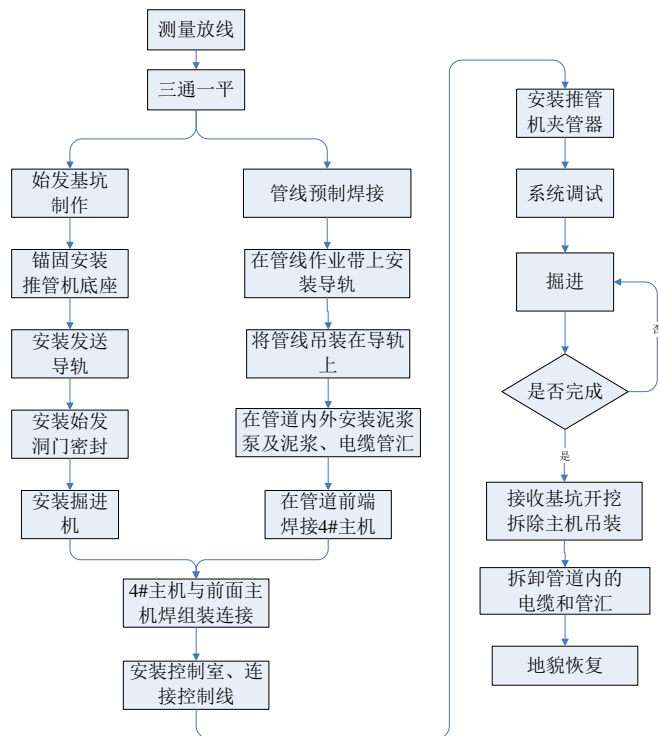 测量放线
三通一平
始发基坑
制作
锚固安装
推管机底座
安装发送
导轨
安装始发
洞门密封
安装掘进
机
管线预制焊接
在管线作业带上安
装导轨
将管线吊装在导轨
上
在管道内外安装泥浆
泵及泥浆、电缆管汇
在管道前端
焊接4#主机
4#主机与前面主
机焊组装连接
安装控制室、连
接控制线
安装推管
机夹管器
系统调试
掘进
否
是否完成
是
接收基坑开挖
拆除主机吊装
拆卸管道内的
电缆和管汇
地貌恢复